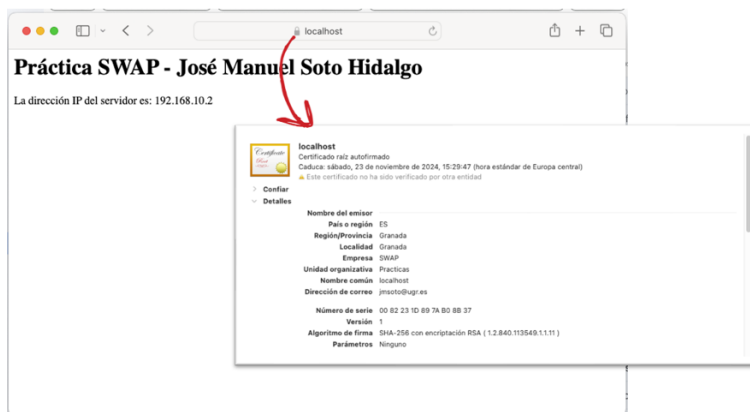 localhost
Práctica SWAP - José Manuel Soto Hidalgo
La dirección IP del servidor es: 192.168.10.2
localhost
Certificado raíz autofirmado
Caduca: sábado, 23 de noviembre de 2024, 15:29:47 (hora estándar de Europa central)
Este certificado no ha sido verificado por otra entidad
Confiar
Detalles
Nombre del emisor
País o región ES
Región/Provincia Granada
Localidad Granada
Empresa SWAP
Unidad organizativa Practicas
Nombre común localhost
Dirección de correo jmsoto@ugr.es
Número de serie 00 82 23 1D 89 7A B0 8B 37
Versión 1
Algoritmo de firma SHA-256 con encriptación RSA ( 1.2.840.113549.1.1.11 )
Parámetros Ninguno